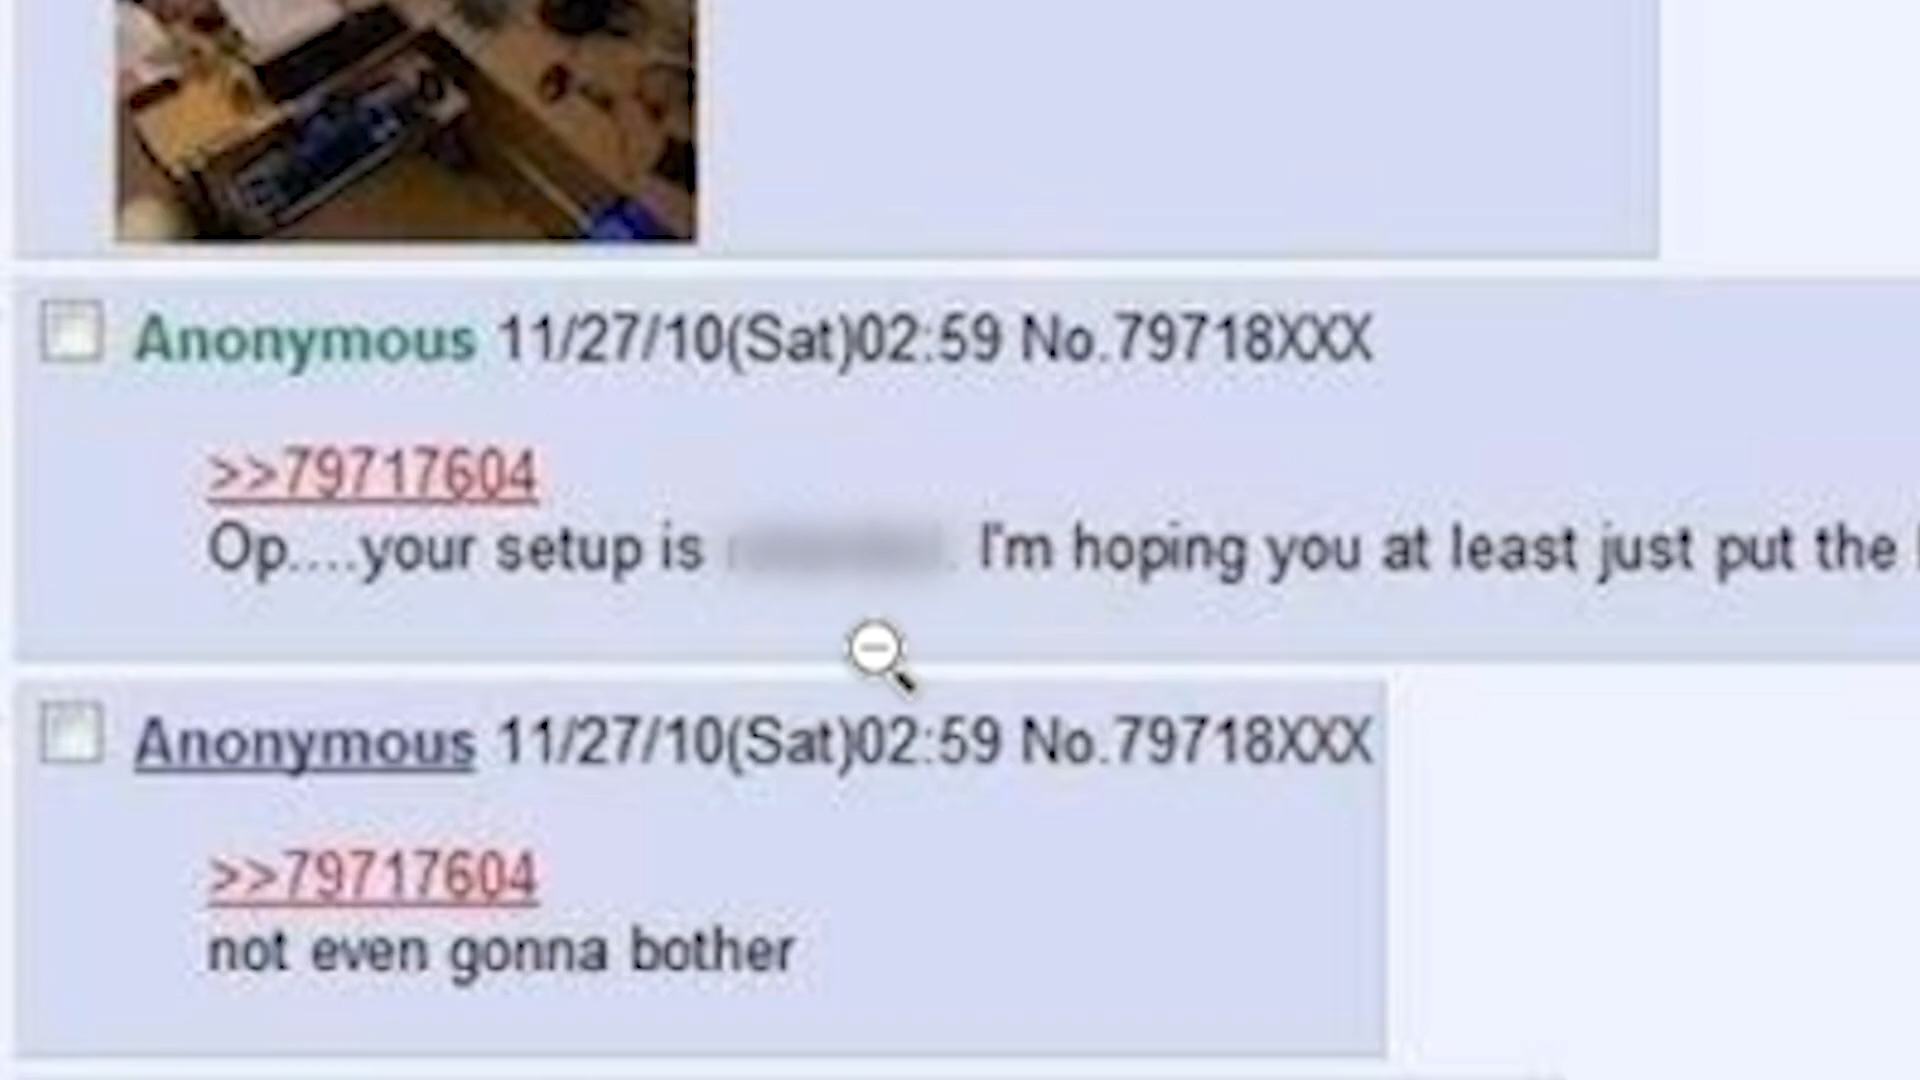 Anonymous 11/27/10(Sat)02:59 No.79718XXX
>>79717604
Op....your setup is I'm hoping you at least just put the
Anonymous 11/27/10(Sat)02:59 No.79718XXX
>>79717604
not even gonna bother